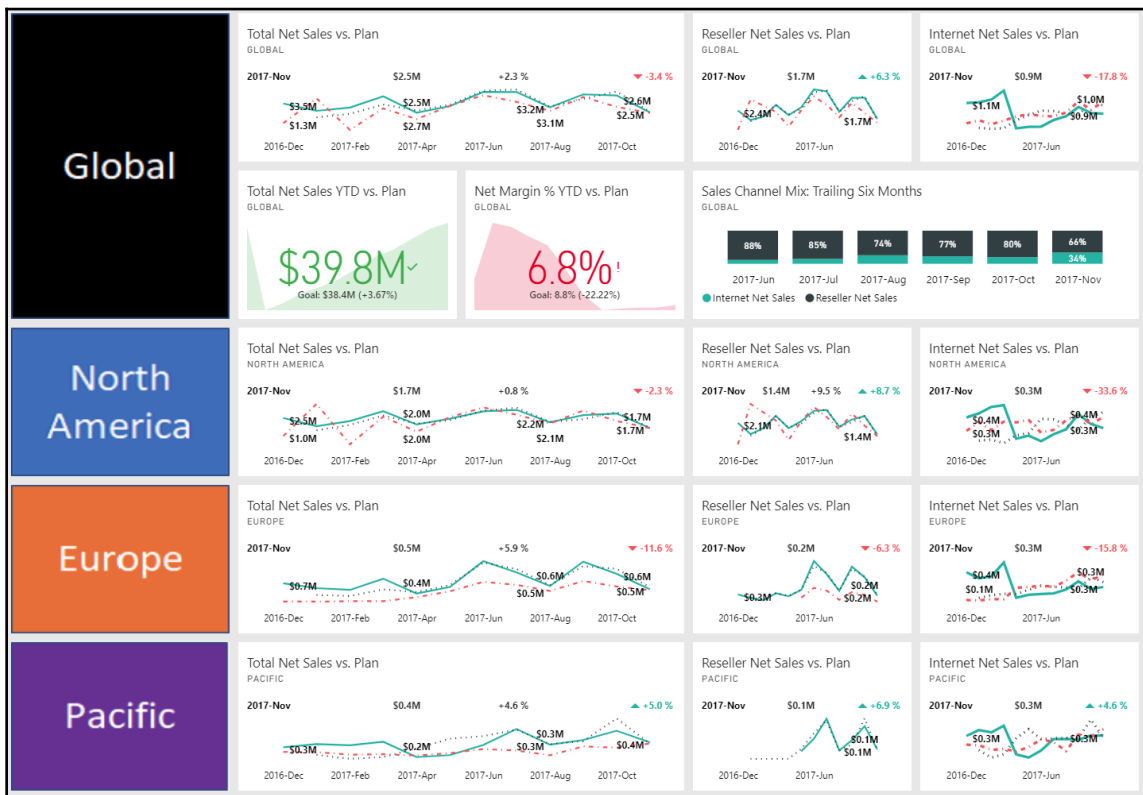 Global
Total Net Sales vs. Plan
GLOBAL
2017-Nov $2.5M +2.3 % -3.4 %
$3.5M $2.5M $3.2M $2.6M
$1.3M $2.7M $3.1M $2.5M
2016-Dec 2017-Feb 2017-Apr 2017-Jun 2017-Aug 2017-Oct
Reseller Net Sales vs. Plan
GLOBAL
2017-Nov $1.7M +6.3 %
$2.4M $1.7M
2016-Dec 2017-Jun
Internet Net Sales vs. Plan
GLOBAL
2017-Nov $0.9M -17.8 %
$1.1M $1.0M
$0.9M
2016-Dec 2017-Jun
Total Net Sales YTD vs. Plan
GLOBAL
$39.8M
Goal: $38.4M (+3.67%)
Net Margin % YTD vs. Plan
GLOBAL
6.8%!
Goal: 8.8% (-22.22%)
Sales Channel Mix: Trailing Six Months
GLOBAL
88% 85% 74% 77% 80% 66%
34%
2017-Jun 2017-Jul 2017-Aug 2017-Sep 2017-Oct 2017-Nov
Internet Net Sales Reseller Net Sales
North
America
Total Net Sales vs. Plan
NORTH AMERICA
2017-Nov $1.7M +0.8 % -2.3 %
$2.5M $2.0M $2.2M $1.7M
$1.0M $2.0M $2.1M $1.7M
2016-Dec 2017-Feb 2017-Apr 2017-Jun 2017-Aug 2017-Oct
Reseller Net Sales vs. Plan
NORTH AMERICA
2017-Nov $1.4M +9.5 % +8.7 %
$2.1M $1.4M
2016-Dec 2017-Jun
Internet Net Sales vs. Plan
NORTH AMERICA
2017-Nov $0.3M -33.6 %
$0.4M $0.4M
$0.3M $0.3M
2016-Dec 2017-Jun
Europe
Total Net Sales vs. Plan
EUROPE
2017-Nov $0.5M +5.9 % -11.6 %
$0.7M $0.4M $0.6M $0.6M
$0.5M $0.5M
2016-Dec 2017-Feb 2017-Apr 2017-Jun 2017-Aug 2017-Oct
Reseller Net Sales vs. Plan
EUROPE
2017-Nov $0.2M -6.3 %
$0.3M $0.2M
$0.2M
2016-Dec 2017-Jun
Internet Net Sales vs. Plan
EUROPE
2017-Nov $0.3M -15.8 %
$0.4M $0.3M
$0.1M $0.3M
2016-Dec 2017-Jun
Pacific
Total Net Sales vs. Plan
PACIFIC
2017-Nov $0.4M +4.6 % +5.0 %
$0.3M $0.2M $0.3M $0.4M
$0.3M
2016-Dec 2017-Feb 2017-Apr 2017-Jun 2017-Aug 2017-Oct
Reseller Net Sales vs. Plan
PACIFIC
2017-Nov $0.1M +6.9 %
$0.1M
$0.1M
2016-Dec 2017-Jun
Internet Net Sales vs. Plan
PACIFIC
2017-Nov $0.3M +4.6 %
$0.3M $0.3M
2016-Dec 2017-Jun